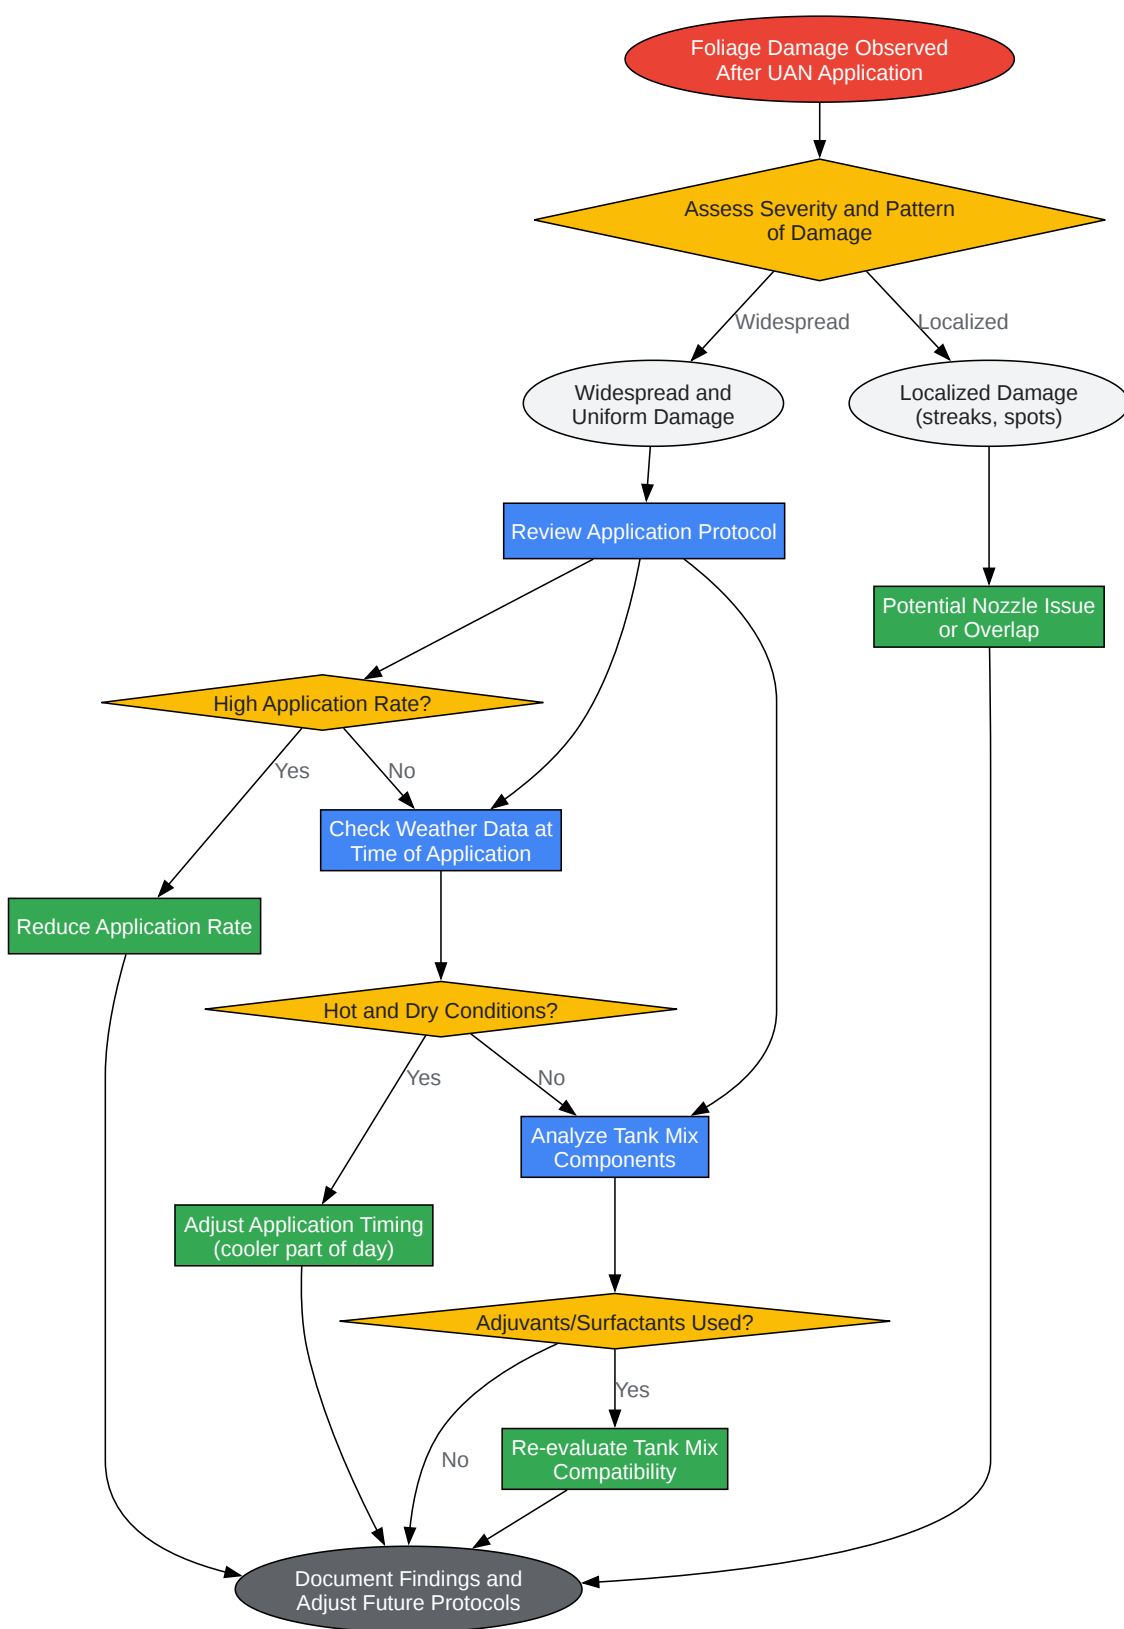 Foliage Damage Observed
After UAN Application
Assess Severity and Pattern
of Damage
Widespread
Localized
Widespread and
Uniform Damage
Localized Damage
(streaks, spots)
Review Application Protocol
Potential Nozzle Issue
or Overlap
High Application Rate?
Yes
No
Check Weather Data at
Time of Application
Reduce Application Rate
Hot and Dry Conditions?
Yes
No
Analyze Tank Mix
Components
Adjust Application Timing
(cooler part of day)
Adjuvants/Surfactants Used?
Yes
No
Re-evaluate Tank Mix
Compatibility
Document Findings and
Adjust Future Protocols